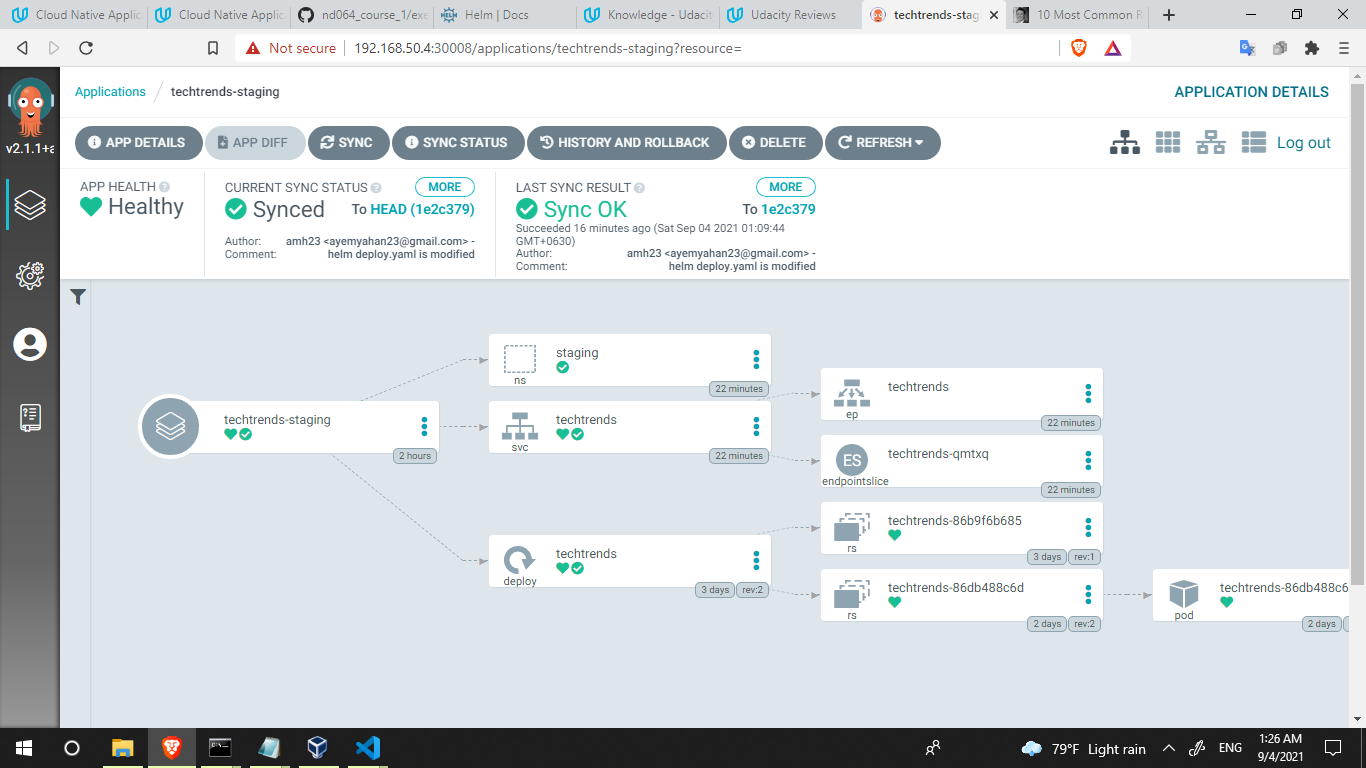 Cloud Native Applic
Cloud Native Applic
nd064_course_1/exe
Helm | Docs
Knowledge - Udacit
Udacity Reviews
techtrends-stag
10 Most Common R
Not secure
192.168.50.4:30008/applications/techtrends-staging?resource=
v2.1.1+a
Applications / techtrends-staging
APPLICATION DETAILS
APP DETAILS
APP DIFF
SYNC
SYNC STATUS
HISTORY AND ROLLBACK
DELETE
REFRESH
Log out
APP HEALTH
Healthy
CURRENT SYNC STATUS
MORE
Synced
To HEAD (1e2c379)
Author: amh23 <ayemyahan23@gmail.com> -
Comment: helm deploy.yaml is modified
LAST SYNC RESULT
MORE
Sync OK
To 1e2c379
Succeeded 16 minutes ago (Sat Sep 04 2021 01:09:44
GMT+0630)
Author: amh23 <ayemyahan23@gmail.com> -
Comment: helm deploy.yaml is modified
techtrends-staging
2 hours
staging
ns
22 minutes
techtrends
svc
22 minutes
techtrends
deploy
3 days
rev:2
techtrends
ep
22 minutes
ES
techtrends-qmtxq
endpointslice
22 minutes
techtrends-86b9f6b685
rs
3 days
rev:1
techtrends-86db488c6d
rs
2 days
rev:2
techtrends-86db488c6
pod
2 days
79°F Light rain
ENG
1:26 AM
9/4/2021